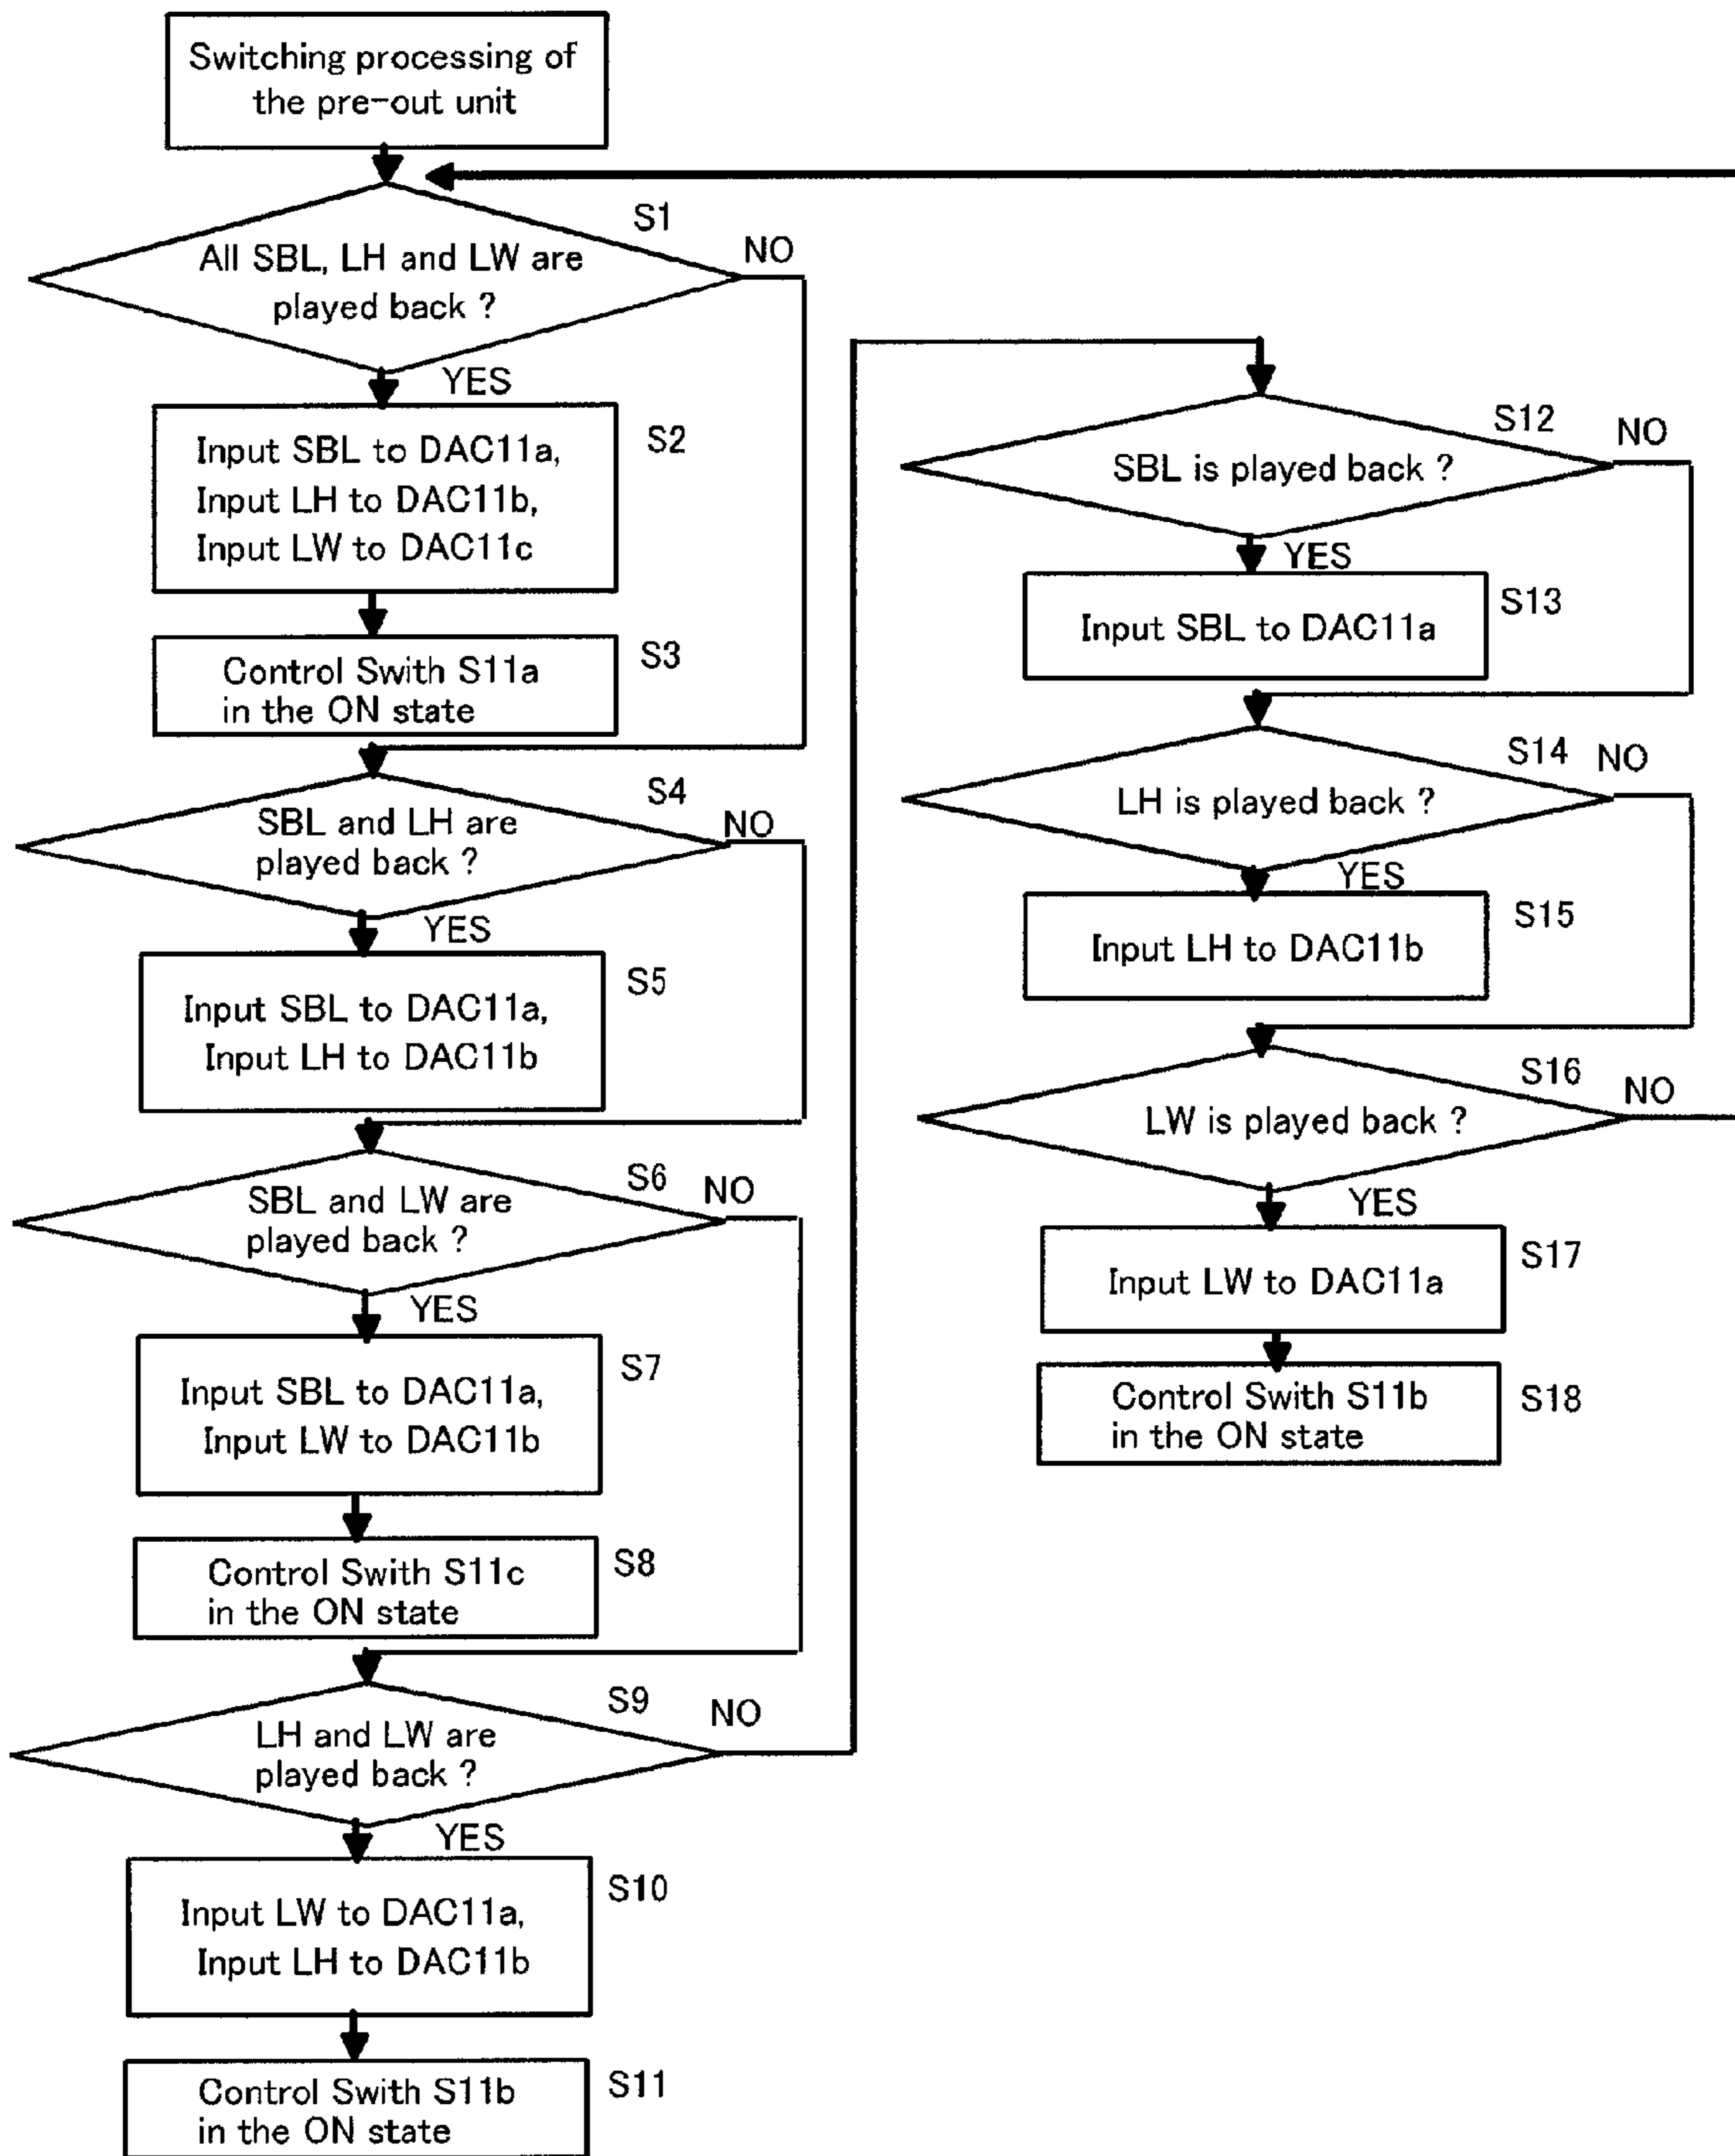 Switching processing of
the pre-out unit
S1
NO
All SBL, LH and LW are
played back ?
YES
S2
Input SBL to DAC11a,
Input LH to DAC11b,
Input LW to DAC11c
S3
Control Swith S11a
in the ON state
S4
NO
SBL and LH are
played back ?
YES
S5
Input SBL to DAC11a,
Input LH to DAC11b
S6
NO
SBL and LW are
played back ?
YES
S7
Input SBL to DAC11a,
Input LW to DAC11b
S8
Control Swith S11c
in the ON state
S9
NO
LH and LW are
played back ?
YES
S10
Input LW to DAC11a,
Input LH to DAC11b
S11
Control Swith S11b
in the ON state
S12
NO
SBL is played back ?
YES
S13
Input SBL to DAC11a
S14
NO
LH is played back ?
YES
S15
Input LH to DAC11b
S16
NO
LW is played back ?
YES
S17
Input LW to DAC11a
S18
Control Swith S11b
in the ON state